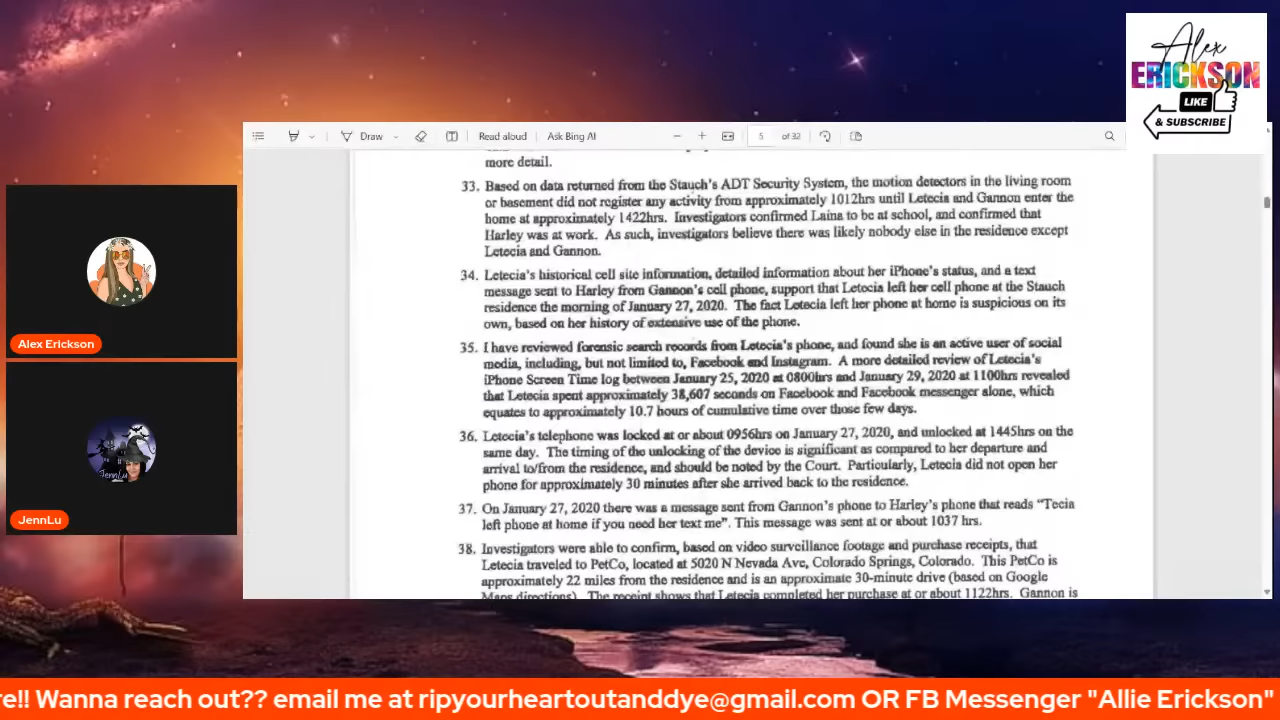 Alex
ERICKSON
LIKE
& SUBSCRIBE
Draw
Read aloud
Ask Bing AI
5
of 32
more detail.
33. Based on data returned from the Stauch's ADT Security System, the motion detectors in the living room
or basement did not register any activity from approximately 1012hrs until Letecia and Gannon enter the
home at approximately 1422hrs. Investigators confirmed Laina to be at school, and confirmed that
Harley was at work. As such, investigators believe there was likely nobody else in the residence except
Letecia and Gannon.
34. Letecia's historical cell site information, detailed information about her iPhone's status, and a text
message sent to Harley from Gannon's cell phone, support that Letecia left her cell phone at the Stauch
residence the morning of January 27, 2020. The fact Letecia left her phone at home is suspicious on its
own, based on her history of extensive use of the phone.
35. I have reviewed forensic search records from Letecia's phone, and found she is an active user of social
media, including, but not limited to, Facebook and Instagram. A more detailed review of Letecia's
iPhone Screen Time log between January 25, 2020 at 0800hrs and January 29, 2020 at 1100hrs revealed
that Letecia spent approximately 38,607 seconds on Facebook and Facebook messenger alone, which
equates to approximately 10.7 hours of cumulative time over those few days.
36. Letecia's telephone was locked at or about 0956hrs on January 27, 2020, and unlocked at 1445hrs on the
same day. The timing of the unlocking of the device is significant as compared to her departure and
arrival to/from the residence, and should be noted by the Court. Particularly, Letecia did not open her
phone for approximately 30 minutes after she arrived back to the residence.
37. On January 27, 2020 there was a message sent from Gannon's phone to Harley's phone that reads "Tecia
left phone at home if you need her text me". This message was sent at or about 1037 hrs.
38. Investigators were able to confirm, based on video surveillance footage and purchase receipts, that
Letecia traveled to PetCo, located at 5020 N Nevada Ave, Colorado Springs, Colorado. This PetCo is
approximately 22 miles from the residence and is an approximate 30-minute drive (based on Google
Maps directions). The receipt shows that Letecia completed her purchase at or about 1122hrs. Gannon is
Alex Erickson
JennLu
re!! Wanna reach out?? email me at ripyourheartoutanddye@gmail.com OR FB Messenger "Allie Erickson"